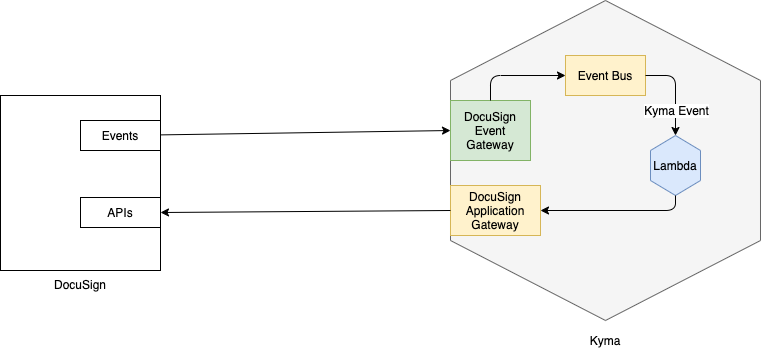 Events
APIs
DocuSign
DocuSign
Event
Gateway
Event Bus
Kyma Event
Lambda
DocuSign
Application
Gateway
Kyma